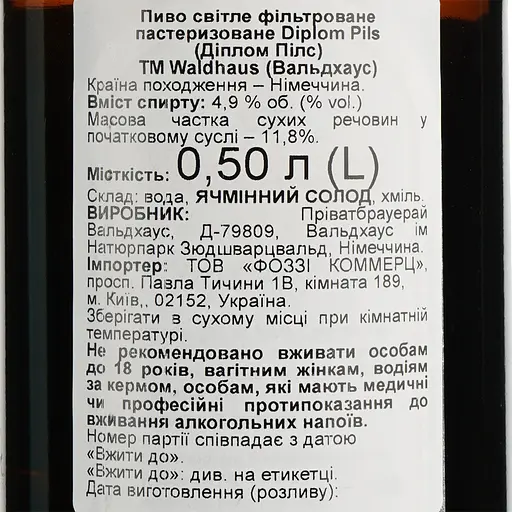 Пиво світле фільтроване
пастеризоване Diplom Pils
(Діплом Пілс)
ТМ Waldhaus (Вальдхаус)
Країна походження – Німеччина.
Вміст спирту: 4,9 % об. (% vol.)
Масова частка сухих речовин у
початковому суслі – 11,8%.
Місткість: 0,50 л (L)
Склад: вода, ЯЧМІННИЙ СОЛОД, хміль.
ВИРОБНИК: Пріватбрауерай
Вальдхаус, Д-79809, Вальдхаус ім
Натюрпарк Зюдшварцвальд, Німеччина.
Імпортер: ТОВ «ФОЗЗІ КОММЕРЦ»,
просп. Павла Тичини 1В, кімната 189,
м. Київ,, 02152, Україна.
Зберігати в сухому місці при кімнатній
температурі.
Не рекомендовано вживати особам
до 18 років, вагітним жінкам, водіям
за кермом, особам, які мають медичні
чи професійні протипоказання до
вживання алкогольних напоїв.
Номер партії співпадає з датою
«Вжити до».
«Вжити до»: див. на етикетці.
Дата виготовлення (розливу):